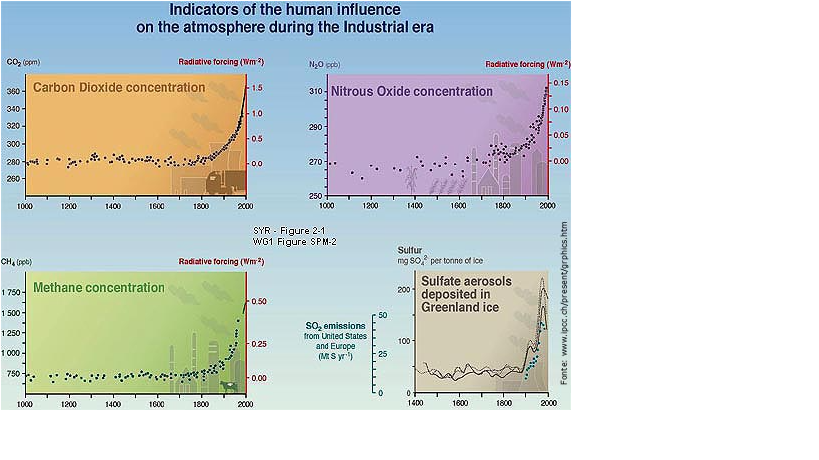 Indicators of the human influence
on the atmosphere during the Industrial era
CO2 (ppm)
Radiative forcing (Wm-2)
Carbon Dioxide concentration
360
340
320
300
280
260
1.5
1.0
0.5
0.0
1000
1200
1400
1600
1800
2000
N2O (ppb)
Radiative forcing (Wm-2)
Nitrous Oxide concentration
310
290
270
250
0.15
0.10
0.05
0.00
1000
1200
1400
1600
1800
2000
SYR - Figure 2-1
WG1 Figure SPM-2
CH4 (ppb)
Radiative forcing (Wm-2)
Methane concentration
1 750
1 500
1 250
1 000
750
0.50
0.25
0.00
1000
1200
1400
1600
1800
2000
SO2 emissions
from United States
and Europe
(Mt S yr-1)
50
25
0
Sulfur
mg SO42- per tonne of ice
Sulfate aerosols
deposited in
Greenland ice
200
100
0
1400
1600
1800
2000
Fonte: www.ipcc.ch/present/grphics.htm